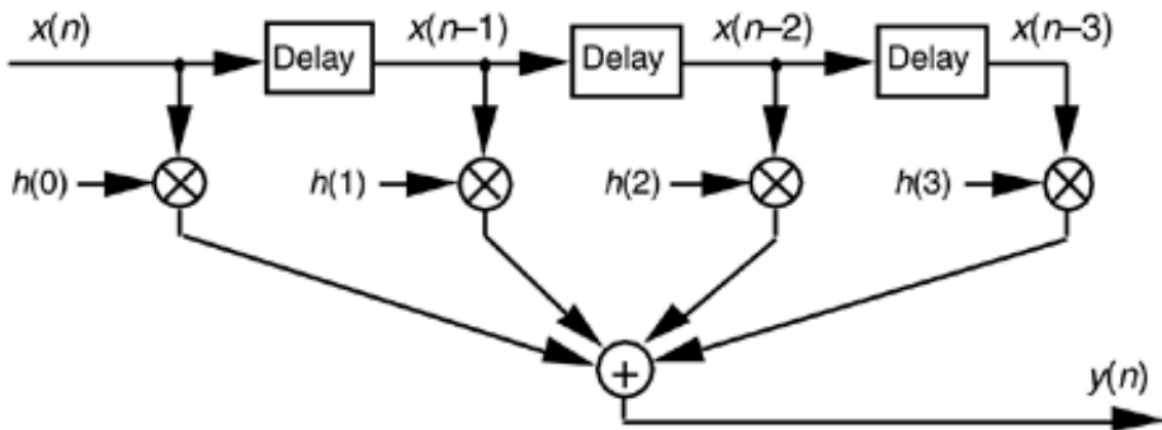 x(n) x(n–1) x(n–2) x(n–3)
Delay Delay Delay
h(0) h(1) h(2) h(3)
+
y(n)